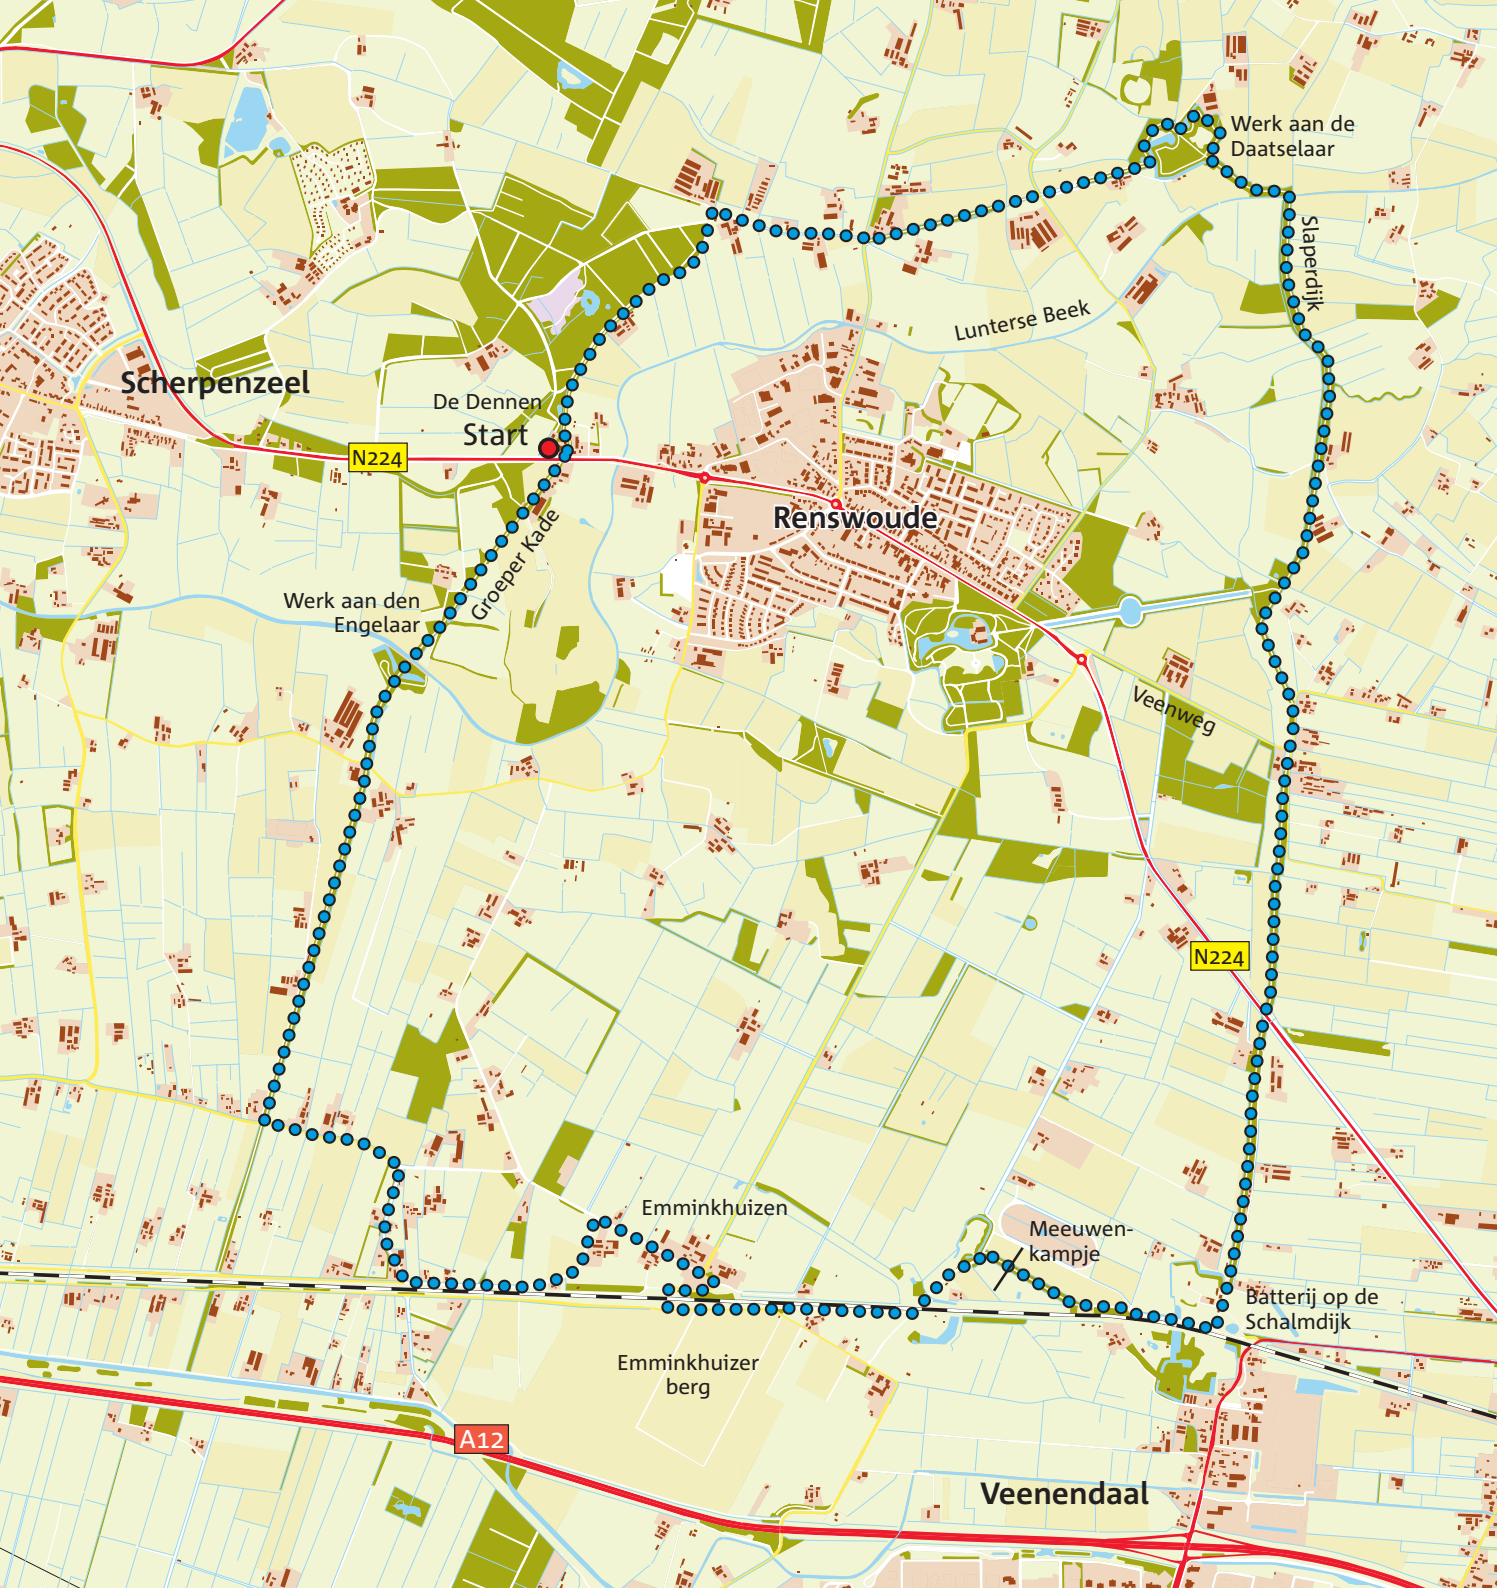 Werk aan de
Daatselaar
Slaperdijk
Lunterse Beek
Scherpenzeel
De Dennen
Start
N224
Renswoude
Groeper Kade
Werk aan den
Engelaar
Veenweg
N224
Emminkhuizen
Meeuwen-
kampje
Batterij op de
Schalmdijk
Emminkhuizer
berg
A12
Veenendaal